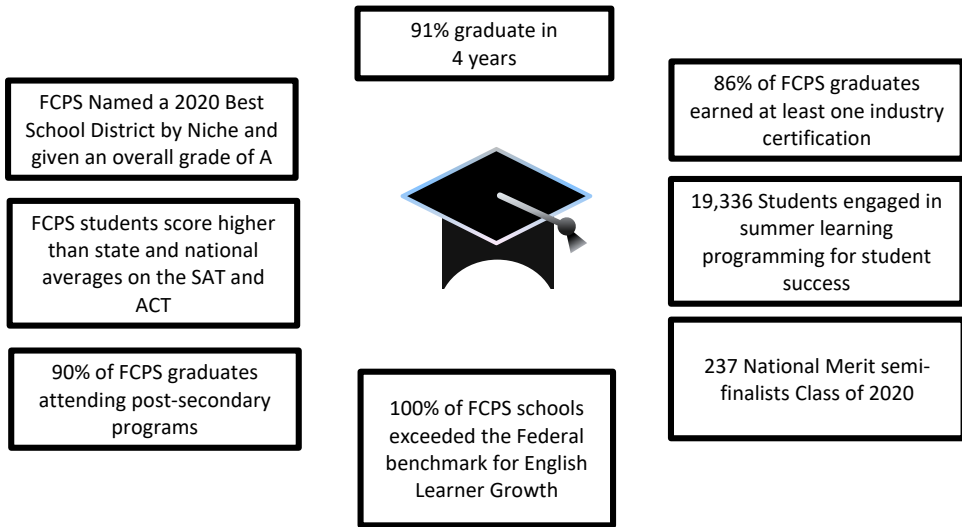 91% graduate in
4 years
FCPS Named a 2020 Best
School District by Niche and
given an overall grade of A
86% of FCPS graduates
earned at least one industry
certification
FCPS students score higher
than state and national
averages on the SAT and
ACT
19,336 Students engaged in
summer learning
programming for student
success
90% of FCPS graduates
attending post-secondary
programs
237 National Merit semi-
finalists Class of 2020
100% of FCPS schools
exceeded the Federal
benchmark for English
Learner Growth